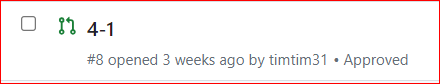 4-1
#8 opened 3 weeks ago by timtim31 • Approved